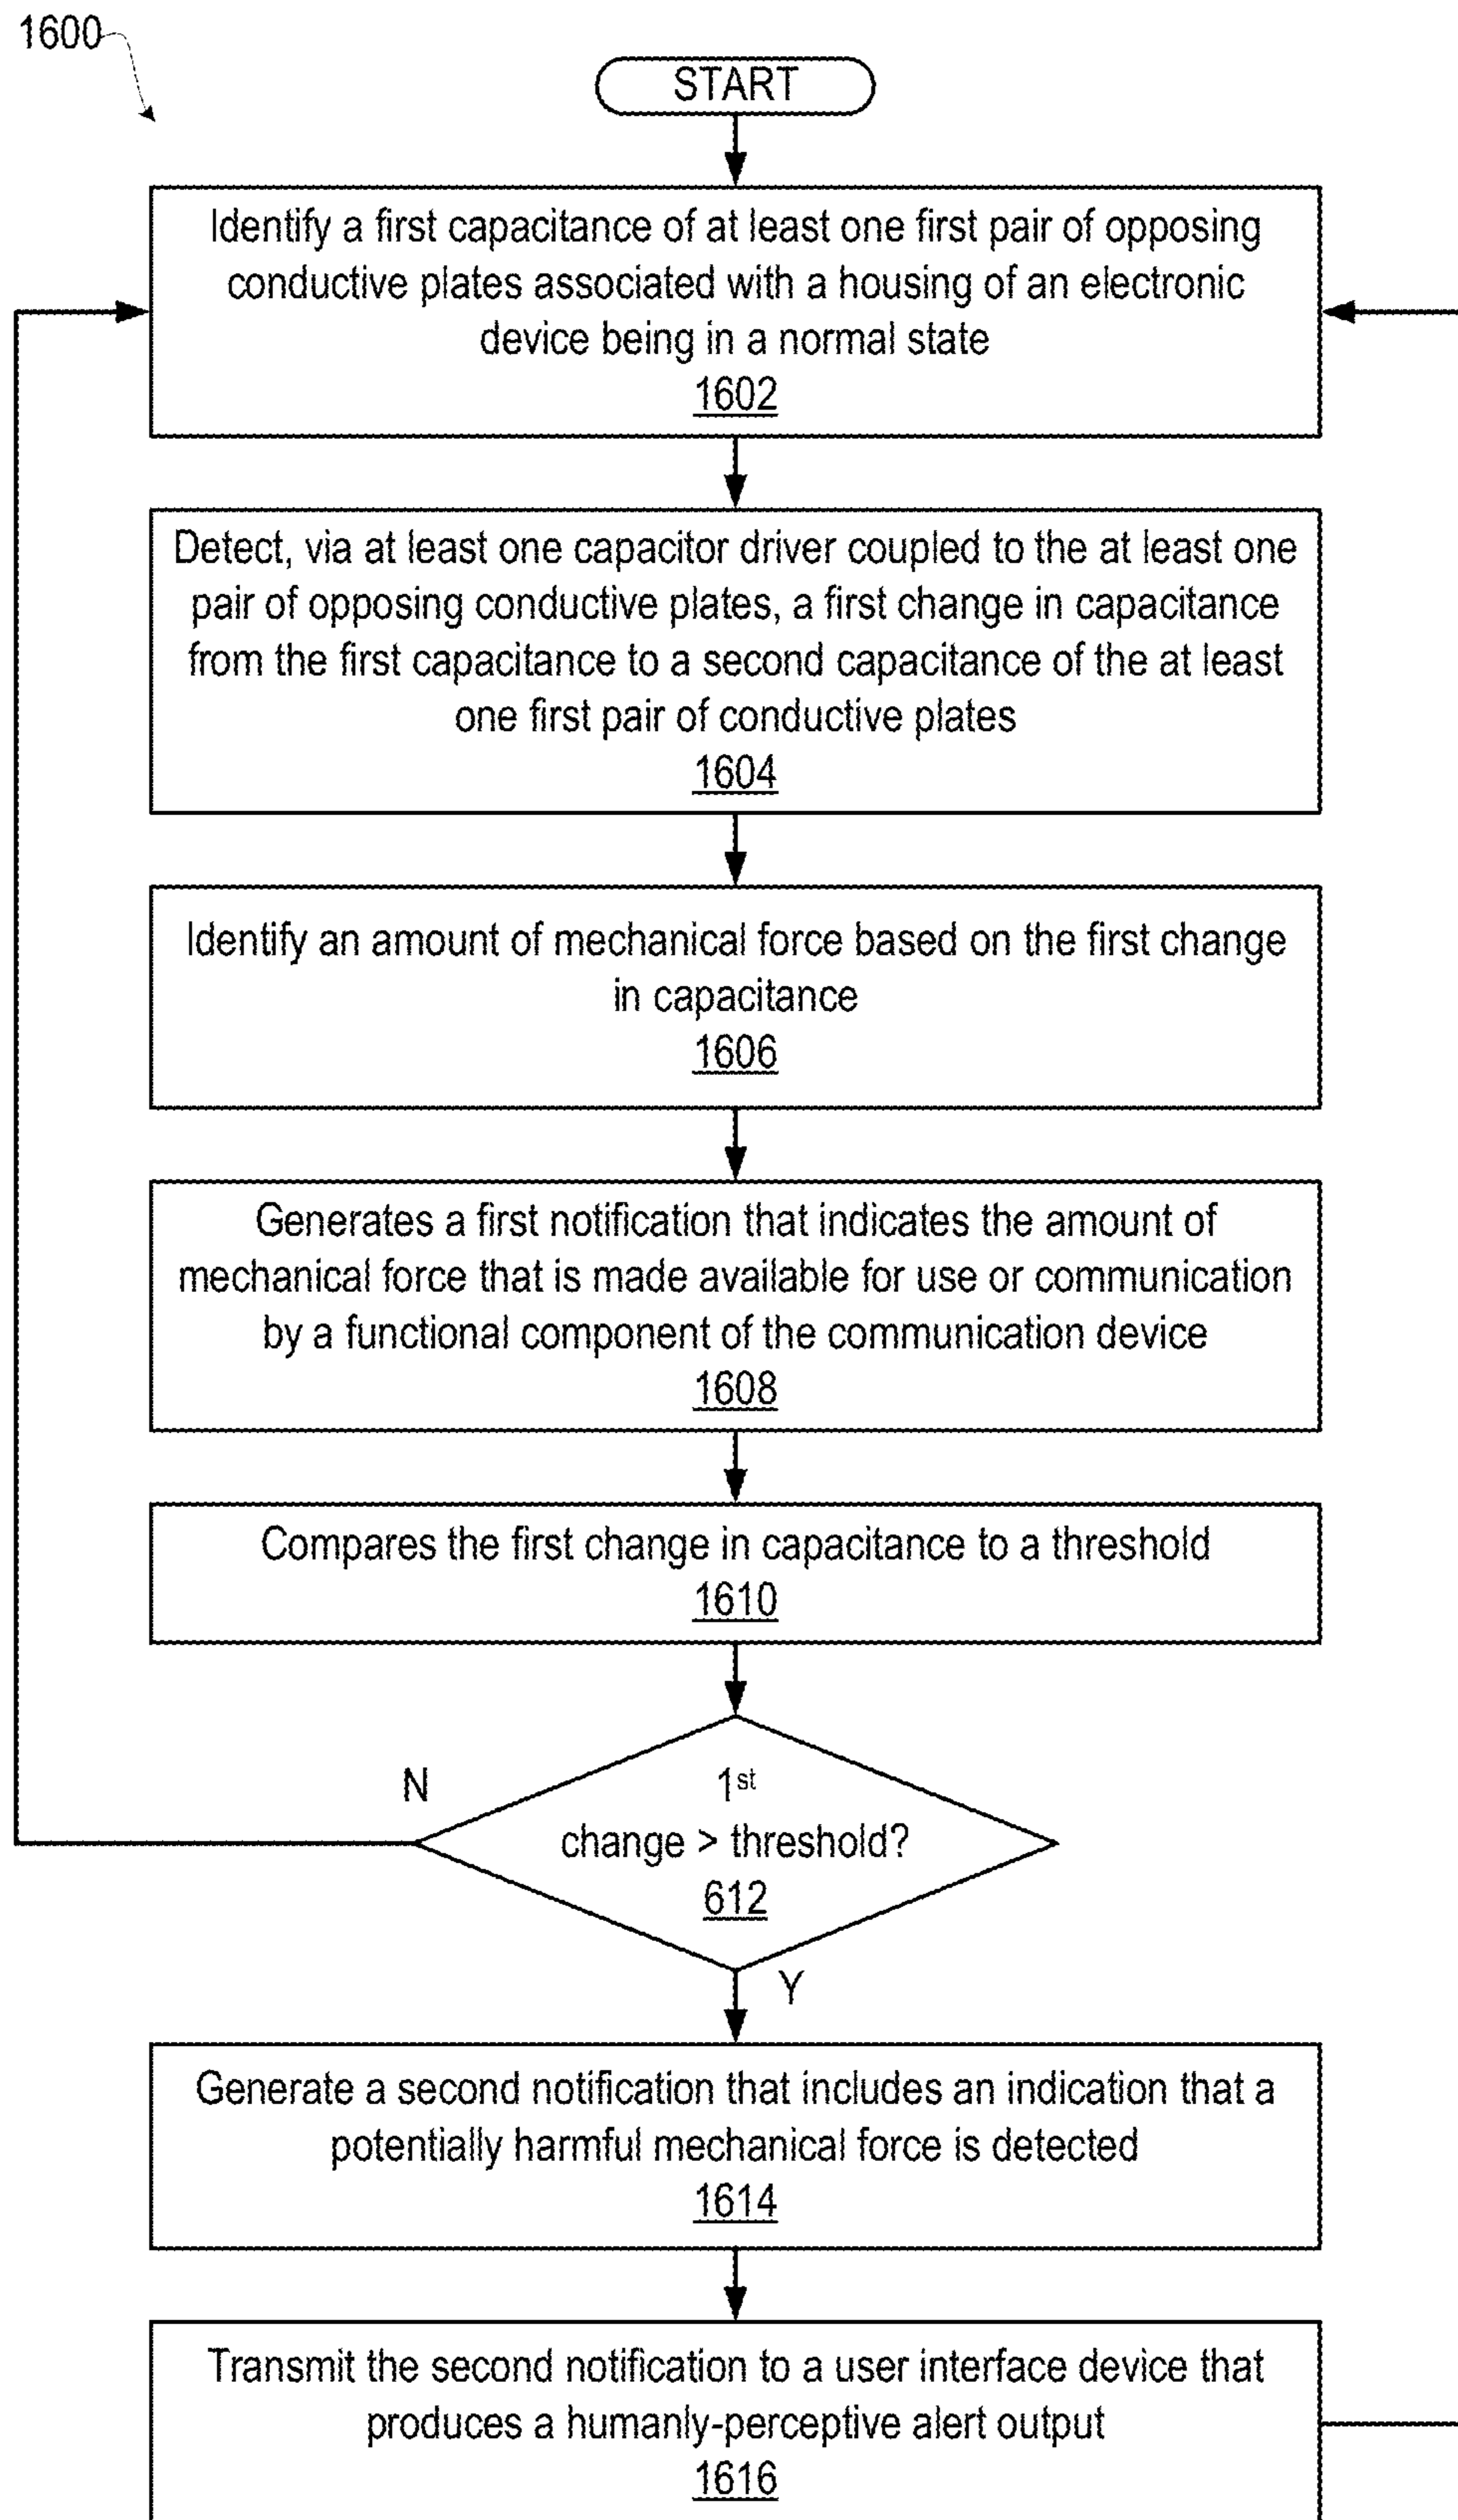 1600
START
Identify a first capacitance of at least one first pair of opposing
conductive plates associated with a housing of an electronic
device being in a normal state
1602
Detect, via at least one capacitor driver coupled to the at least one
pair of opposing conductive plates, a first change in capacitance
from the first capacitance to a second capacitance of the at least
one first pair of conductive plates
1604
Identify an amount of mechanical force based on the first change
in capacitance
1606
Generates a first notification that indicates the amount of
mechanical force that is made available for use or communication
by a functional component of the communication device
1608
Compares the first change in capacitance to a threshold
1610
N
1st
change > threshold?
612
Y
Generate a second notification that includes an indication that a
potentially harmful mechanical force is detected
1614
Transmit the second notification to a user interface device that
produces a humanly-perceptive alert output
1616